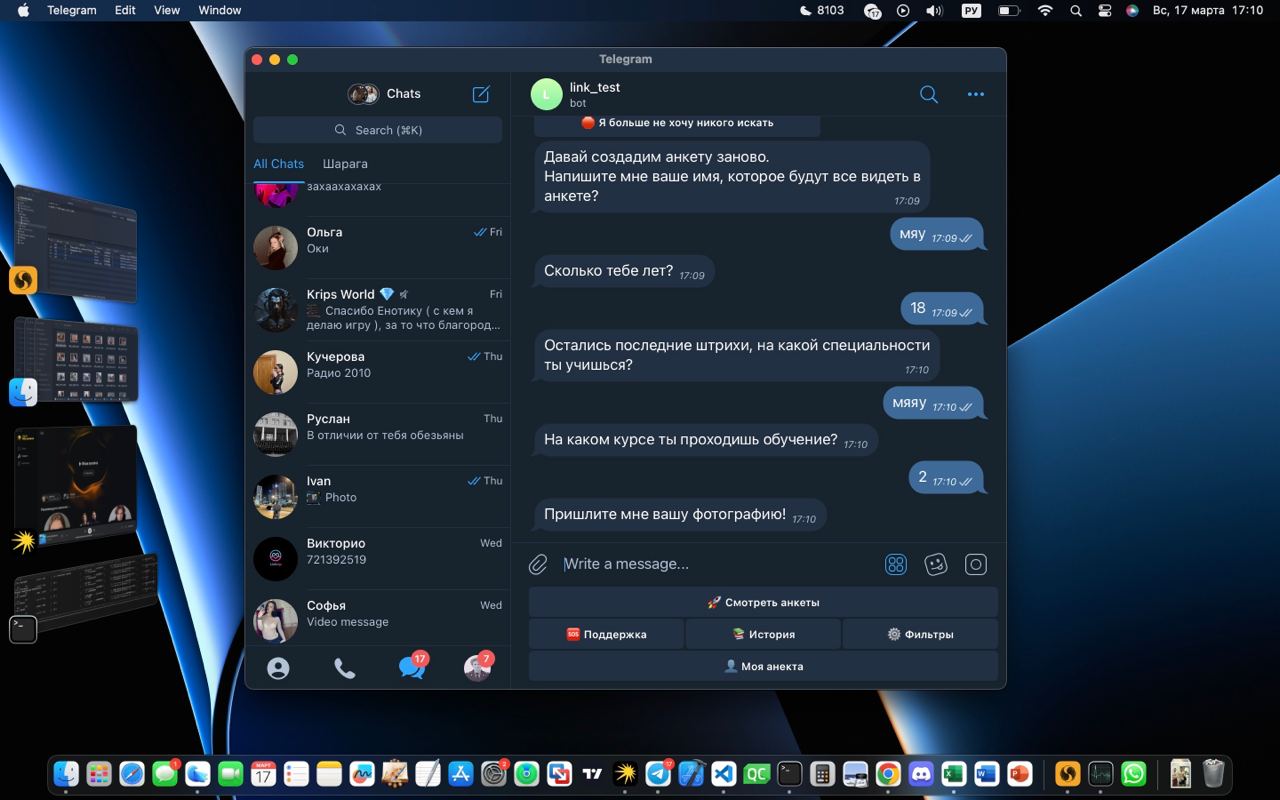 Telegram Edit View Window
8103
17
РУ
Вс, 17 марта 17:10
Telegram
Chats
Search (⌘K)
All Chats Шарага
захаахахахах
Ольга Fri
Оки
Krips World Fri
Спасибо Енотику ( с кем я
делаю игру ), за то что благород...
Кучерова Thu
Радио 2010
Руслан Thu
В отличии от тебя обезьяны
Ivan Thu
Photo
Викторио Wed
721392519
Софья Wed
Video message
17
7
L
link_test
bot
Я больше не хочу никого искать
Давай создадим анкету заново.
Напишите мне ваше имя, которое будут все видеть в
анкете?
17:09
мяу 17:09
Сколько тебе лет? 17:09
18 17:09
Остались последние штрихи, на какой специальности
ты учишься?
17:10
мяяу 17:10
На каком курсе ты проходишь обучение? 17:10
2 17:10
Пришлите мне вашу фотографию! 17:10
Write a message...
🚀 Смотреть анкеты
🆘 Поддержка
📚 История
⚙️ Фильтры
👤 Моя анекта
1
МАРТ
17
2
17
QC